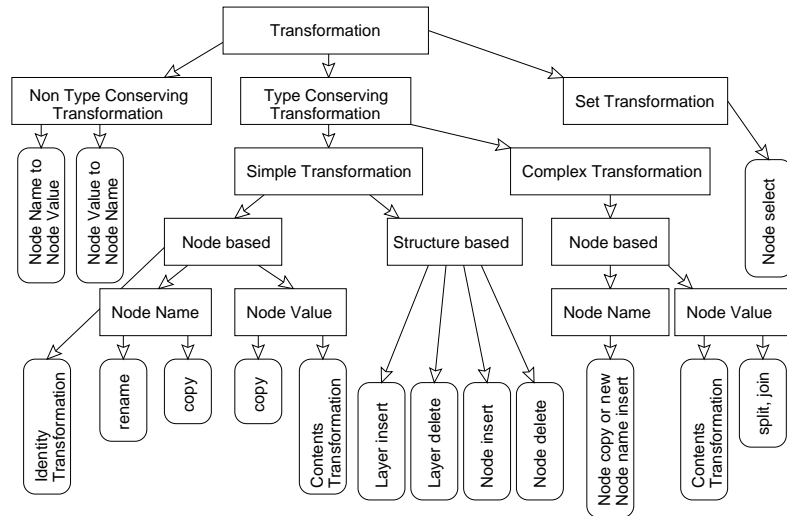 Transformation
Non Type Conserving
Transformation
Type Conserving
Transformation
Set Transformation
Node Name to
Node Value
Node Value to
Node Name
Simple Transformation
Complex Transformation
Node select
Node based
Structure based
Node based
Node Name
Node Value
Node Name
Node Value
Identity
Transformation
rename
copy
copy
Contents
Transformation
Layer insert
Layer delete
Node insert
Node delete
Node copy or new
Node name insert
Contents
Transformation
split, join